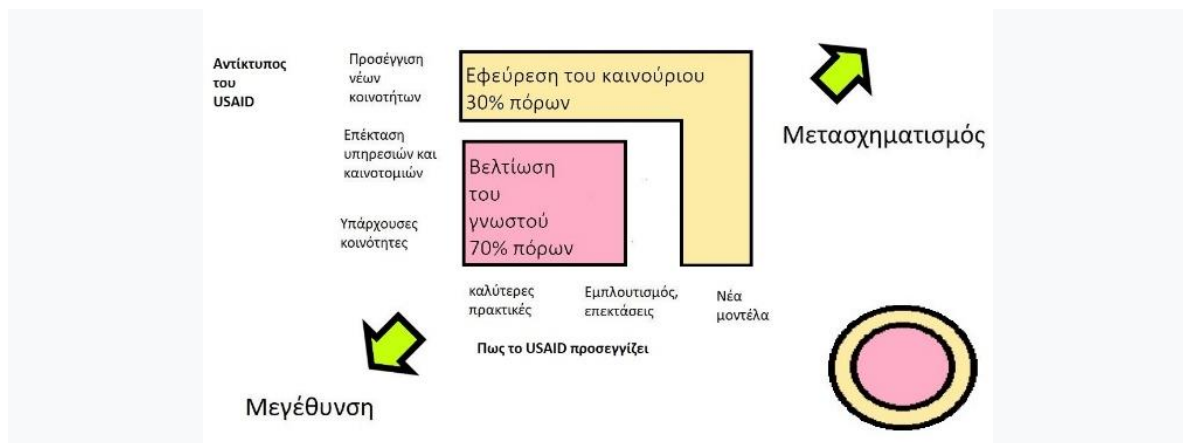 Αντίκτυπος
του
USAID
Προσέγγιση
νέων
κοινοτήτων
Επέκταση
υπηρεσιών και
καινοτομιών
Υπάρχουσες
κοινότητες
Εφεύρεση του καινούριου
30% πόρων
Βελτίωση
του
γνωστού
70% πόρων
Μετασχηματισμός
καλύτερες
πρακτικές
Εμπλουτισμός,
επεκτάσεις
Νέα
μοντέλα
Πως το USAID προσεγγίζει
Μεγέθυνση